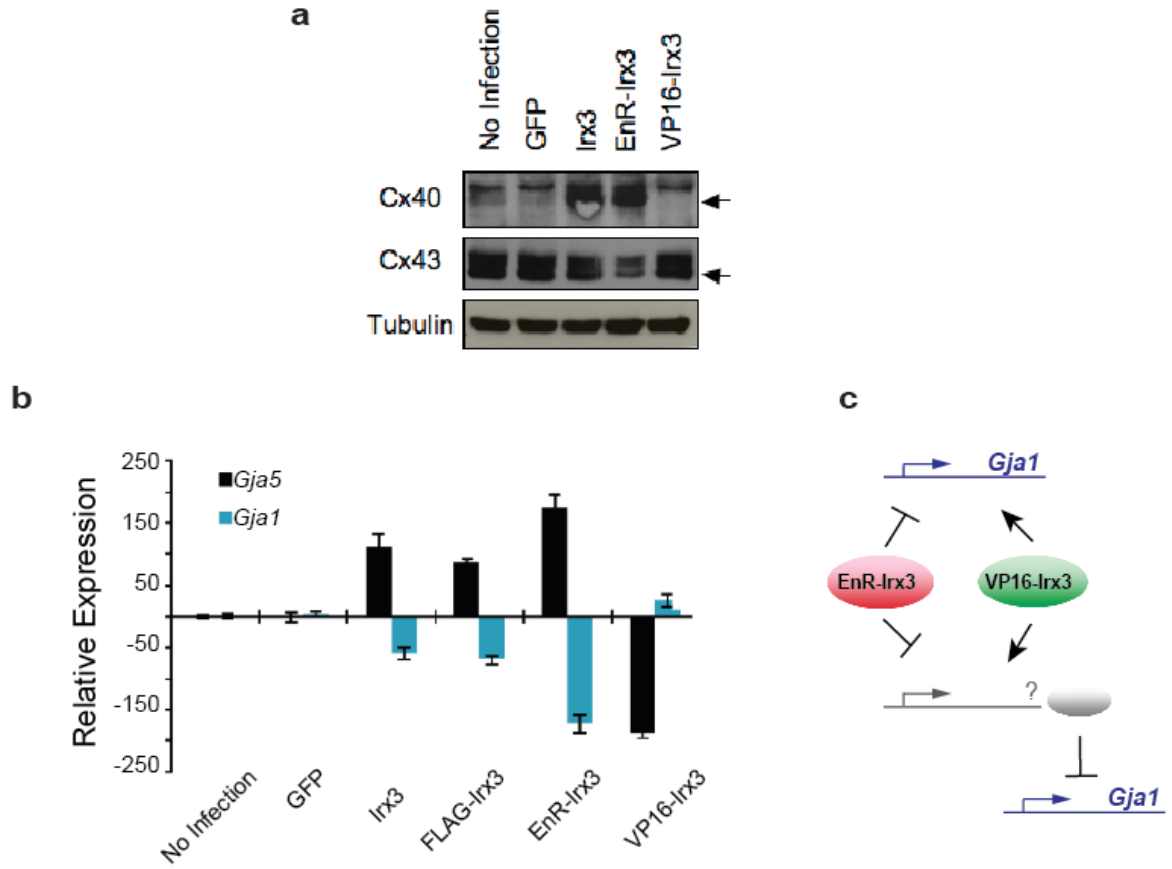 a
No Infection
GFP
Irx3
EnR-Irx3
VP16-Irx3
Cx40
Cx43
Tubulin
b
Relative Expression
250
150
50
-50
-150
-250
Gja5
Gja1
No Infection
GFP
Irx3
FLAG-Irx3
EnR-Irx3
VP16-Irx3
c
Gja1
EnR-Irx3
VP16-Irx3
?
Gja1